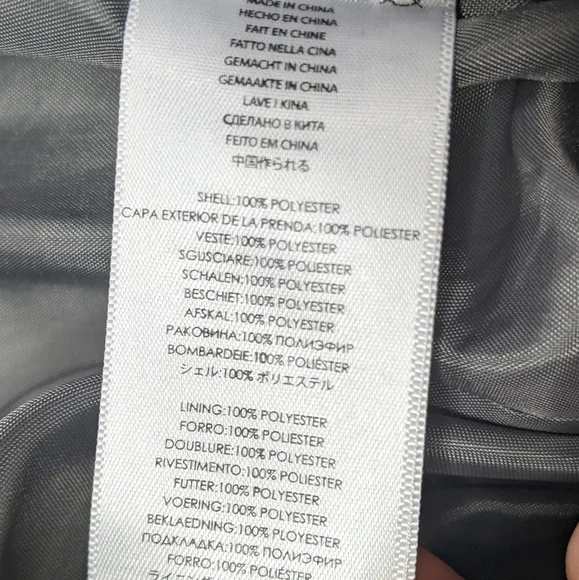 MADE IN CHINA
HECHO EN CHINA
FAIT EN CHINE
FATTO NELLA CINA
GEMACHT IN CHINA
GEMAAKTE IN CHINA
LAVE I KINA
СДЕЛАНО В КИТА
FEITO EM CHINA
中国作られる
SHELL:100% POLYESTER
CAPA EXTERIOR DE LA PRENDA:100% POLIESTER
VESTE:100% POLYESTER
SGUSCIARE:100% POLIESTER
SCHALEN:100% POLYESTER
BESCHIET:100% POLYESTER
AFSKAL:100% POLYESTER
РАКОВИНА:100% ПОЛИЭФИР
BOMBARDEIE:100% POLIÉSTER
シェル:100% ポリエステル
LINING:100% POLYESTER
FORRO:100% POLIESTER
DOUBLURE:100% POLYESTER
RIVESTIMENTO:100% POLIESTER
FUTTER:100% POLYESTER
VOERING:100% POLYESTER
BEKLAEDNING:100% PLOYESTER
ПОДКЛАДКА:100% ПОЛИЭФИР
FORRO:100% POLIÉSTER